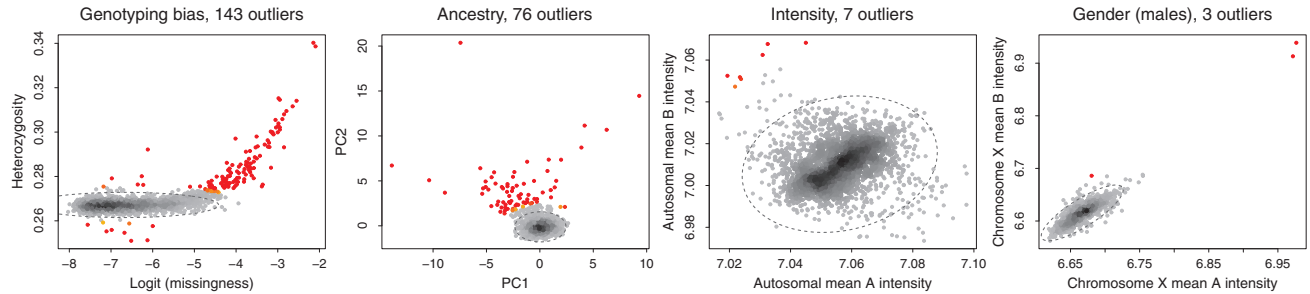 Genotyping bias, 143 outliers
Heterozygosity
0.34
0.32
0.30
0.28
0.26
−8 −7 −6 −5 −4 −3 −2
Logit (missingness)
Ancestry, 76 outliers
PC2
20
15
10
5
0
−10 −5 0 5 10
PC1
Intensity, 7 outliers
Autosomal mean B intensity
7.06
7.04
7.02
7.00
6.98
7.02 7.04 7.06 7.08 7.10
Autosomal mean A intensity
Gender (males), 3 outliers
Chromosome X mean B intensity
6.9
6.8
6.7
6.6
6.65 6.75 6.85 6.95
Chromosome X mean A intensity